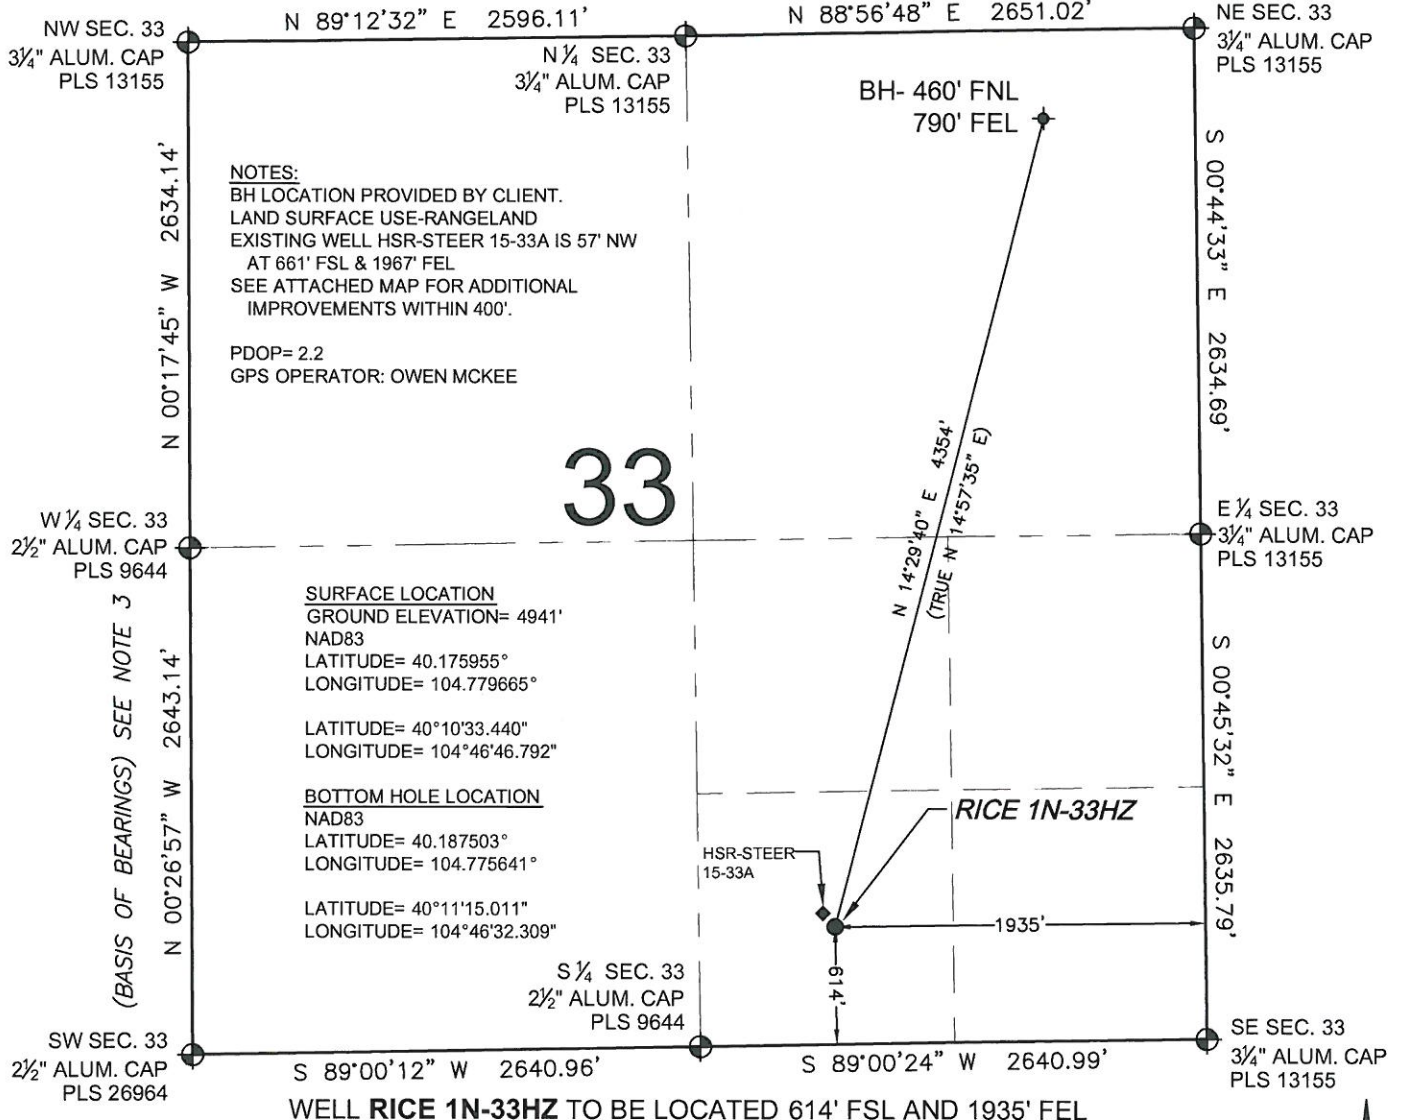 N 89°12'32" E 2596.11'
N 88°56'48" E 2651.02'
NW SEC. 33
3¼" ALUM. CAP
PLS 13155
N ¼ SEC. 33
3¼" ALUM. CAP
PLS 13155
NE SEC. 33
3¼" ALUM. CAP
PLS 13155
BH- 460' FNL
790' FEL
N 00°17'45" W 2634.14'
NOTES:
BH LOCATION PROVIDED BY CLIENT.
LAND SURFACE USE-RANGELAND
EXISTING WELL HSR-STEER 15-33A IS 57' NW
AT 661' FSL & 1967' FEL
SEE ATTACHED MAP FOR ADDITIONAL
IMPROVEMENTS WITHIN 400'.
PDOP= 2.2
GPS OPERATOR: OWEN MCKEE
S 00°44'33" E 2634.69'
33
N 14°29'40" E 4354'
(TRUE N 14°57'35" E)
W ¼ SEC. 33
2½" ALUM. CAP
PLS 9644
E ¼ SEC. 33
3¼" ALUM. CAP
PLS 13155
(BASIS OF BEARINGS) SEE NOTE 3
N 00°26'57" W 2643.14'
SURFACE LOCATION
GROUND ELEVATION= 4941'
NAD83
LATITUDE= 40.175955°
LONGITUDE= 104.779665°
LATITUDE= 40°10'33.440"
LONGITUDE= 104°46'46.792"
BOTTOM HOLE LOCATION
NAD83
LATITUDE= 40.187503°
LONGITUDE= 104.775641°
LATITUDE= 40°11'15.011"
LONGITUDE= 104°46'32.309"
S 00°45'32" E 2635.79'
RICE 1N-33HZ
HSR-STEER
15-33A
1935'
614'
S ¼ SEC. 33
2½" ALUM. CAP
PLS 9644
SW SEC. 33
2½" ALUM. CAP
PLS 26964
SE SEC. 33
3¼" ALUM. CAP
PLS 13155
S 89°00'12" W 2640.96'
S 89°00'24" W 2640.99'
WELL RICE 1N-33HZ TO BE LOCATED 614' FSL AND 1935' FEL